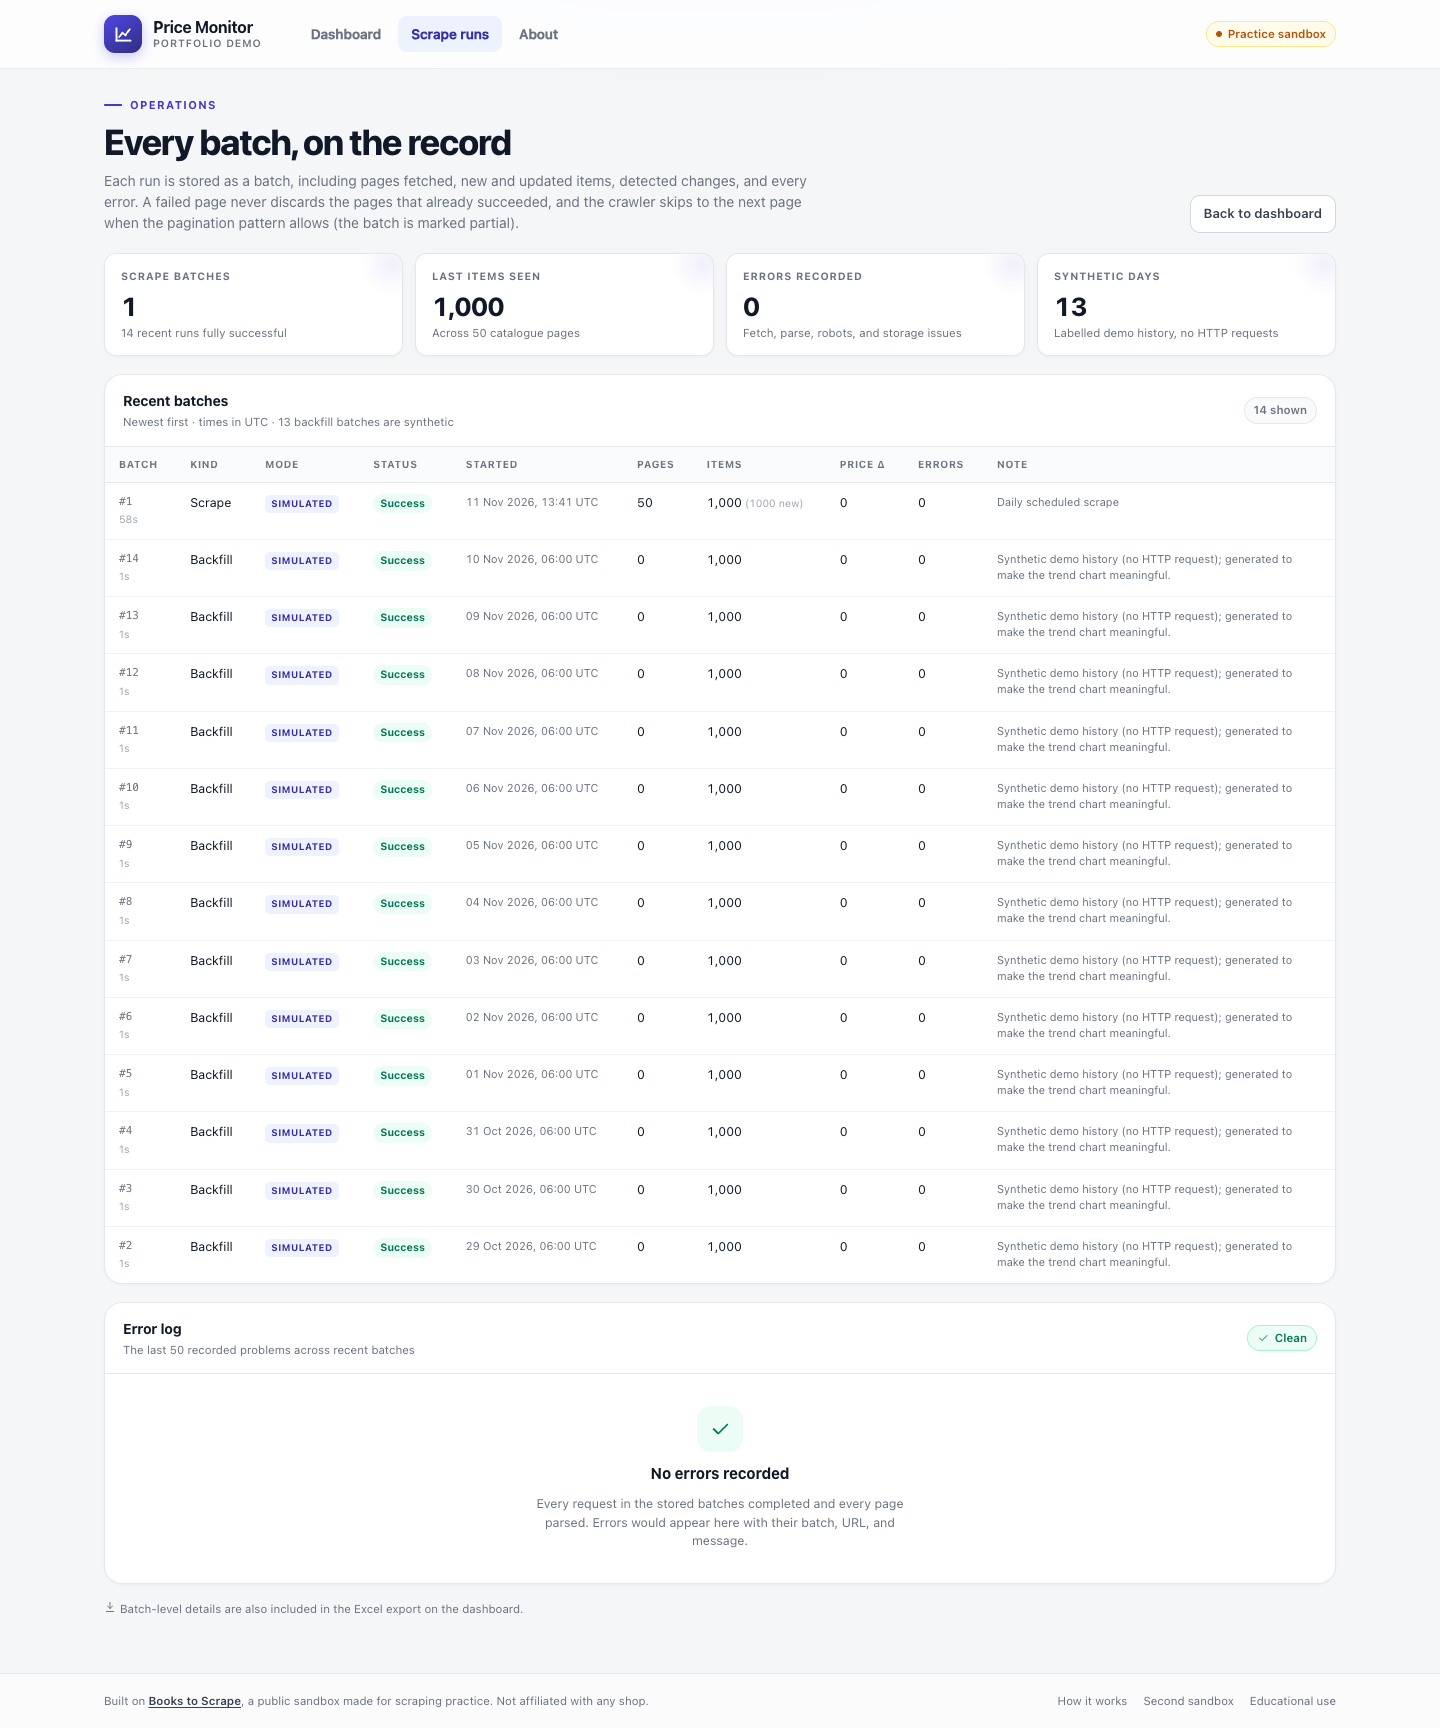 Price Monitor
PORTFOLIO DEMO
Dashboard Scrape runs About
Practice sandbox
OPERATIONS
Every batch, on the record
Each run is stored as a batch, including pages fetched, new and updated items, detected changes, and every
error. A failed page never discards the pages that already succeeded, and the crawler skips to the next page
when the pagination pattern allows (the batch is marked partial).
Back to dashboard
SCRAPE BATCHES
1
14 recent runs fully successful
LAST ITEMS SEEN
1,000
Across 50 catalogue pages
ERRORS RECORDED
0
Fetch, parse, robots, and storage issues
SYNTHETIC DAYS
13
Labelled demo history, no HTTP requests
Recent batches
Newest first · times in UTC · 13 backfill batches are synthetic
14 shown
BATCH KIND MODE STATUS STARTED PAGES ITEMS PRICE Δ ERRORS NOTE
#1 Scrape SIMULATED Success 11 Nov 2026, 13:41 UTC 50 1,000 (1000 new) 0 0 Daily scheduled scrape
58s
#14 Backfill SIMULATED Success 10 Nov 2026, 06:00 UTC 0 1,000 0 0 Synthetic demo history (no HTTP request); generated to
1s make the trend chart meaningful.
#13 Backfill SIMULATED Success 09 Nov 2026, 06:00 UTC 0 1,000 0 0 Synthetic demo history (no HTTP request); generated to
1s make the trend chart meaningful.
#12 Backfill SIMULATED Success 08 Nov 2026, 06:00 UTC 0 1,000 0 0 Synthetic demo history (no HTTP request); generated to
1s make the trend chart meaningful.
#11 Backfill SIMULATED Success 07 Nov 2026, 06:00 UTC 0 1,000 0 0 Synthetic demo history (no HTTP request); generated to
1s make the trend chart meaningful.
#10 Backfill SIMULATED Success 06 Nov 2026, 06:00 UTC 0 1,000 0 0 Synthetic demo history (no HTTP request); generated to
1s make the trend chart meaningful.
#9 Backfill SIMULATED Success 05 Nov 2026, 06:00 UTC 0 1,000 0 0 Synthetic demo history (no HTTP request); generated to
1s make the trend chart meaningful.
#8 Backfill SIMULATED Success 04 Nov 2026, 06:00 UTC 0 1,000 0 0 Synthetic demo history (no HTTP request); generated to
1s make the trend chart meaningful.
#7 Backfill SIMULATED Success 03 Nov 2026, 06:00 UTC 0 1,000 0 0 Synthetic demo history (no HTTP request); generated to
1s make the trend chart meaningful.
#6 Backfill SIMULATED Success 02 Nov 2026, 06:00 UTC 0 1,000 0 0 Synthetic demo history (no HTTP request); generated to
1s make the trend chart meaningful.
#5 Backfill SIMULATED Success 01 Nov 2026, 06:00 UTC 0 1,000 0 0 Synthetic demo history (no HTTP request); generated to
1s make the trend chart meaningful.
#4 Backfill SIMULATED Success 31 Oct 2026, 06:00 UTC 0 1,000 0 0 Synthetic demo history (no HTTP request); generated to
1s make the trend chart meaningful.
#3 Backfill SIMULATED Success 30 Oct 2026, 06:00 UTC 0 1,000 0 0 Synthetic demo history (no HTTP request); generated to
1s make the trend chart meaningful.
#2 Backfill SIMULATED Success 29 Oct 2026, 06:00 UTC 0 1,000 0 0 Synthetic demo history (no HTTP request); generated to
1s make the trend chart meaningful.
Error log
The last 50 recorded problems across recent batches
Clean
No errors recorded
Every request in the stored batches completed and every page
parsed. Errors would appear here with their batch, URL, and
message.
Batch-level details are also included in the Excel export on the dashboard.
Built on Books to Scrape, a public sandbox made for scraping practice. Not affiliated with any shop.
How it works Second sandbox Educational use